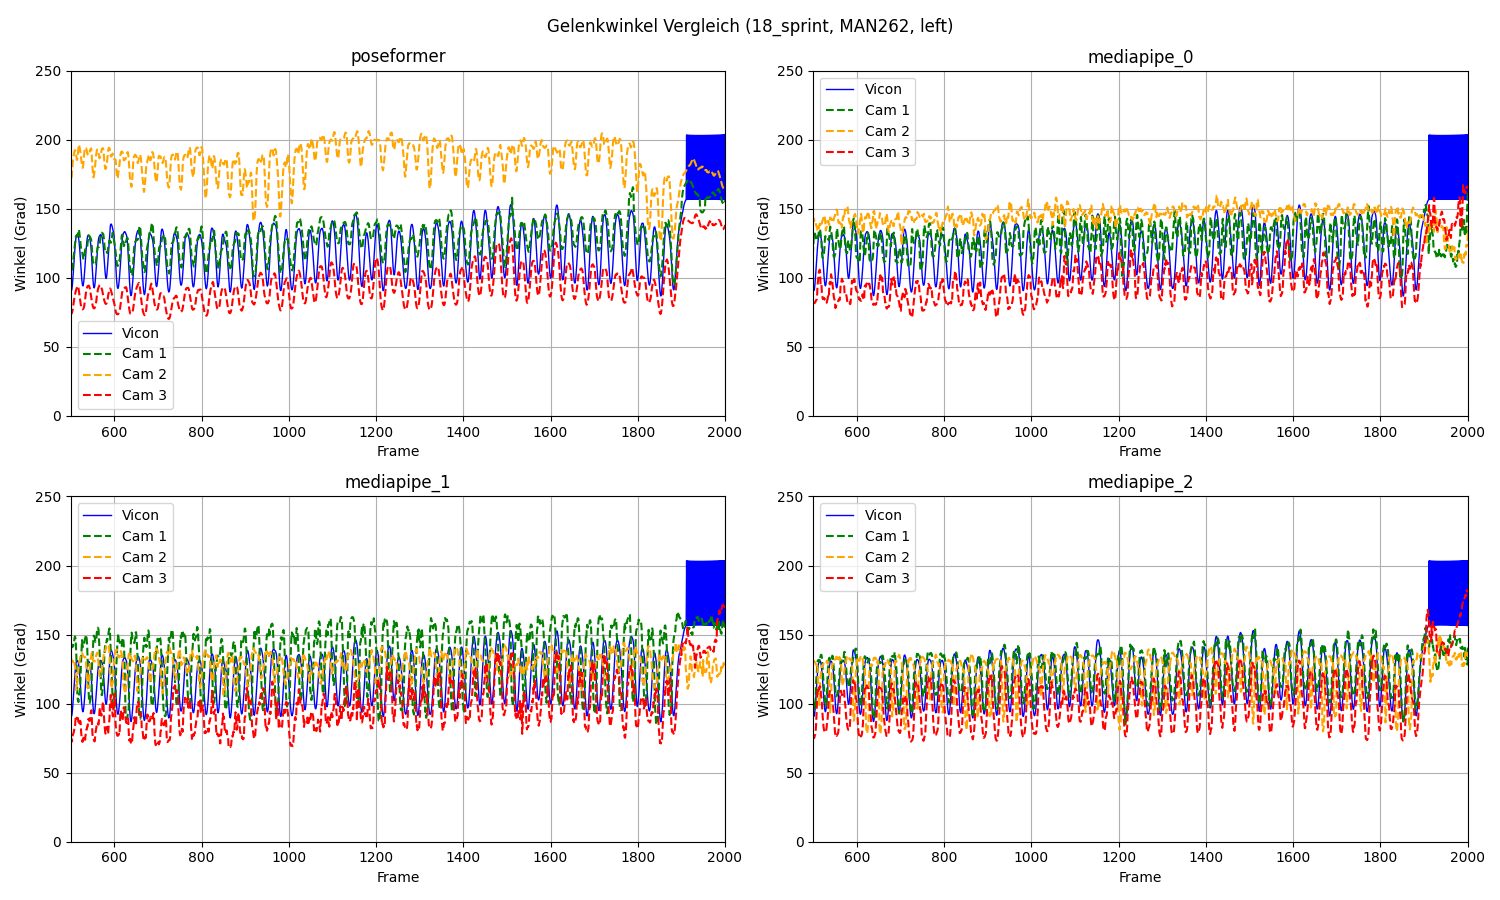 Gelenkwinkel Vergleich (18_sprint, MAN262, left)
poseformer
250
200
150
100
50
0
Winkel (Grad)
Vicon
Cam 1
Cam 2
Cam 3
600 800 1000 1200 1400 1600 1800 2000
Frame
mediapipe_0
250
200
150
100
50
0
Winkel (Grad)
Vicon
Cam 1
Cam 2
Cam 3
600 800 1000 1200 1400 1600 1800 2000
Frame
mediapipe_1
250
200
150
100
50
0
Winkel (Grad)
Vicon
Cam 1
Cam 2
Cam 3
600 800 1000 1200 1400 1600 1800 2000
Frame
mediapipe_2
250
200
150
100
50
0
Winkel (Grad)
Vicon
Cam 1
Cam 2
Cam 3
600 800 1000 1200 1400 1600 1800 2000
Frame